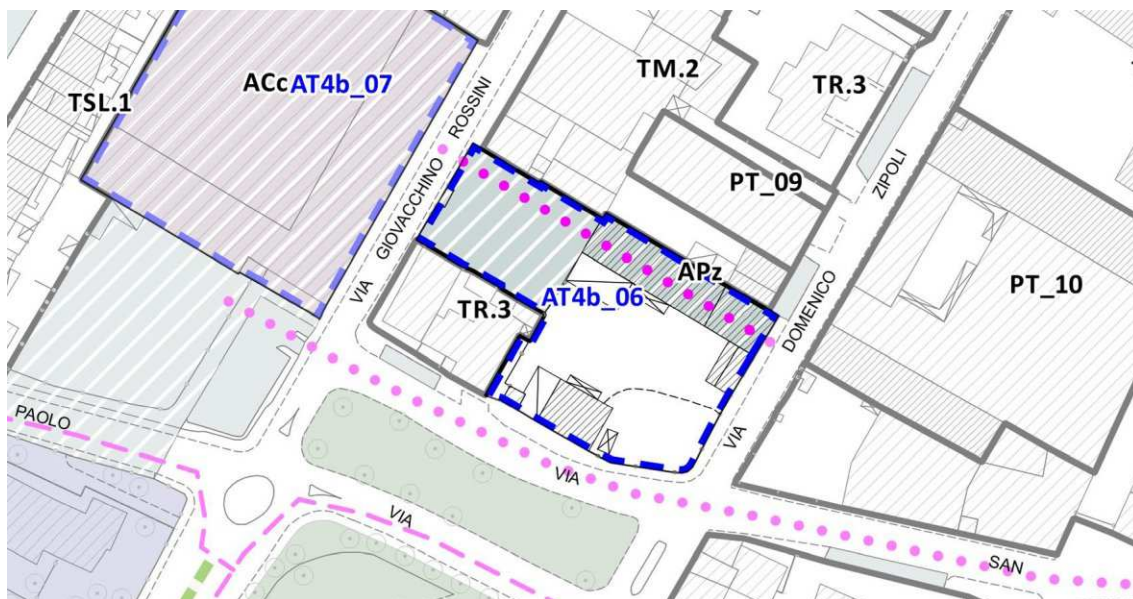 TSL.1
ACc
AT4b_07
VIA GIOVACCHINO ROSSINI
TM.2
TR.3
PT_09
VIA DOMENICO ZIPOLI
PT_10
APz
AT4b_06
TR.3
PAOLO
VIA
VIA
SAN